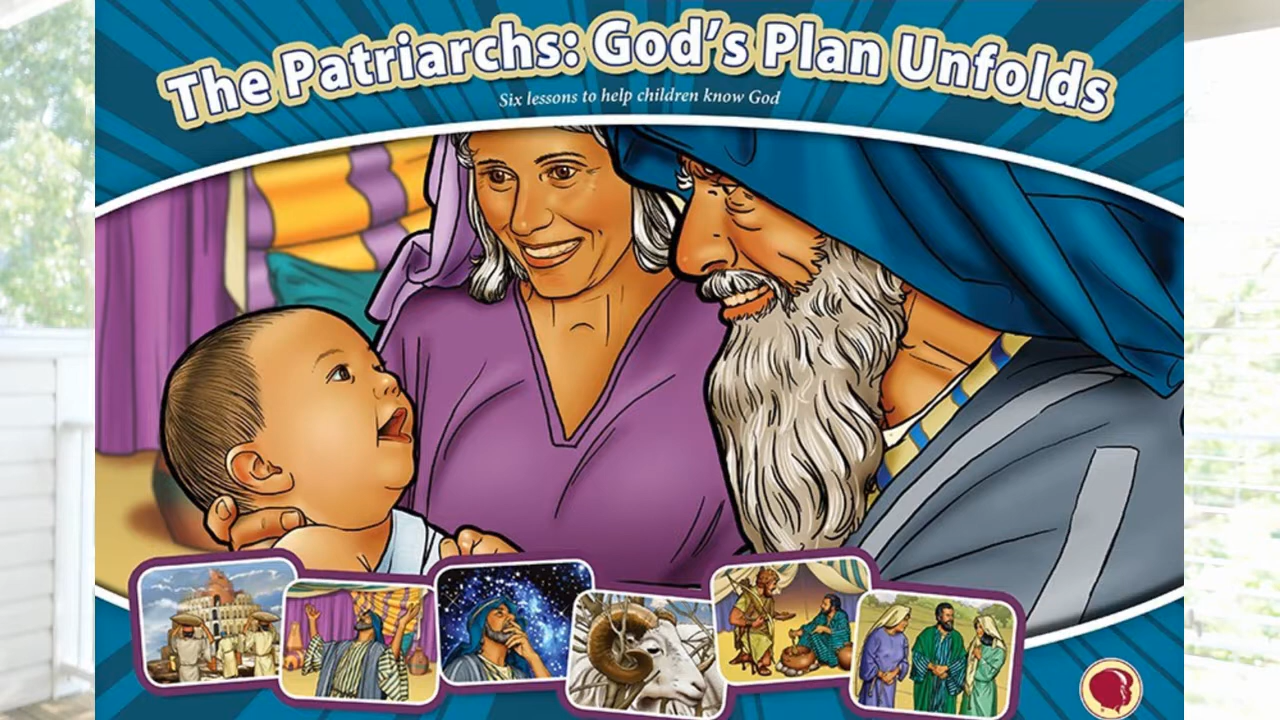 The Patriarchs: God's Plan Unfolds
Six lessons to help children know God